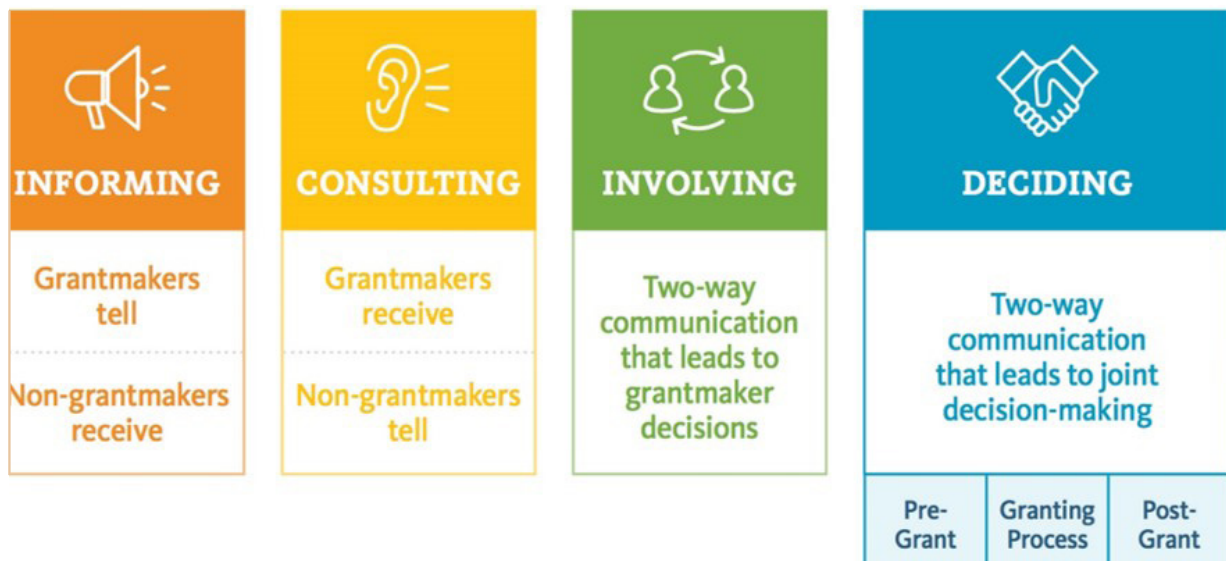 INFORMING
Grantmakers
tell
Non-grantmakers
receive
CONSULTING
Grantmakers
receive
Non-grantmakers
tell
INVOLVING
Two-way
communication
that leads to
grantmaker
decisions
DECIDING
Two-way
communication
that leads to joint
decision-making
Pre-
Grant
Granting
Process
Post-
Grant